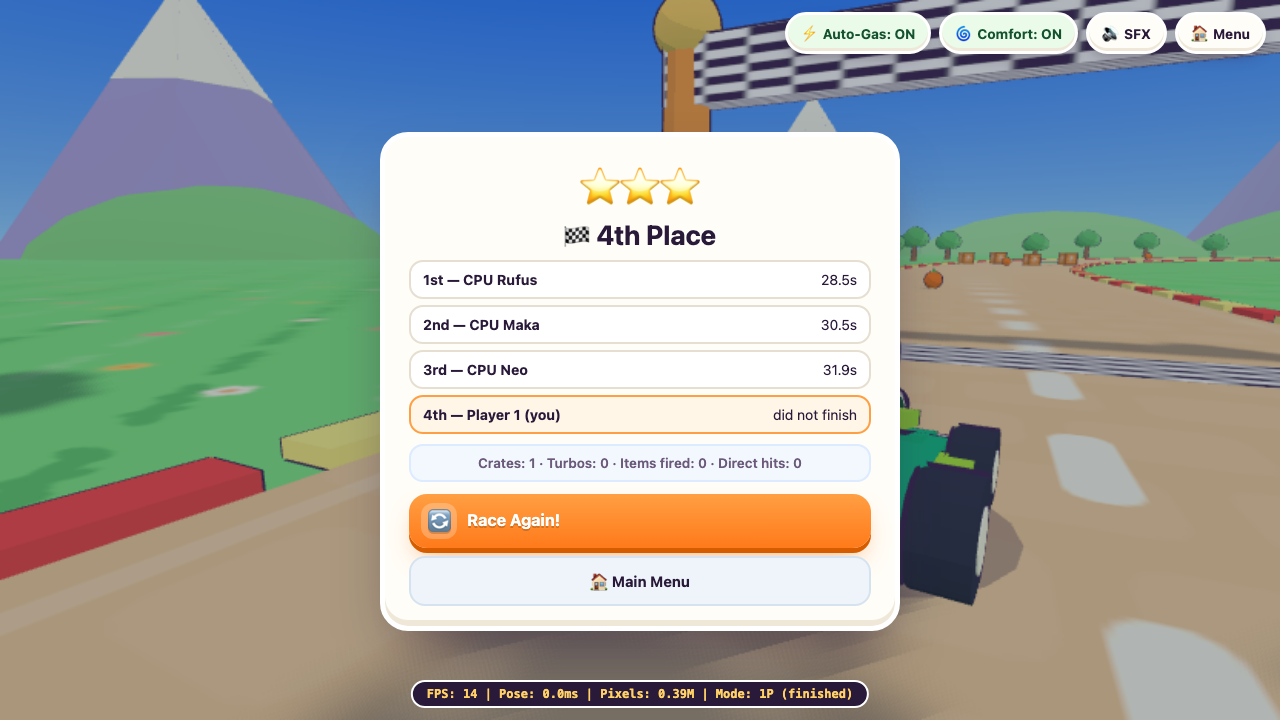 ⚡ Auto-Gas: ON
🌀 Comfort: ON
🔊 SFX
🏠 Menu
🏁 4th Place
1st — CPU Rufus 28.5s
2nd — CPU Maka 30.5s
3rd — CPU Neo 31.9s
4th — Player 1 (you) did not finish
Crates: 1 · Turbos: 0 · Items fired: 0 · Direct hits: 0
🔄 Race Again!
🏠 Main Menu
FPS: 14 | Pose: 0.0ms | Pixels: 0.39M | Mode: 1P (finished)